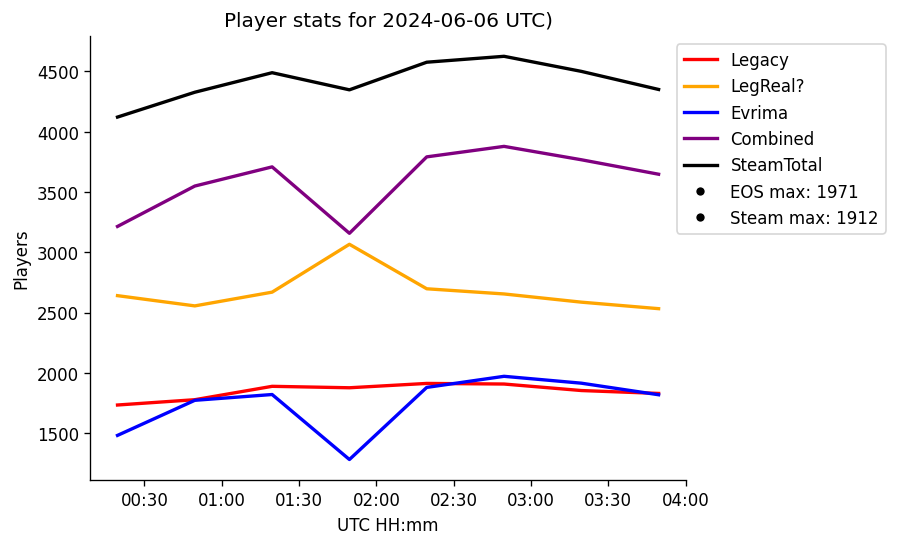 Player stats for 2024-06-06 UTC)
Legacy
LegReal?
Evrima
Combined
SteamTotal
EOS max: 1971
Steam max: 1912
Players
4500
4000
3500
3000
2500
2000
1500
00:30 01:00 01:30 02:00 02:30 03:00 03:30 04:00
UTC HH:mm